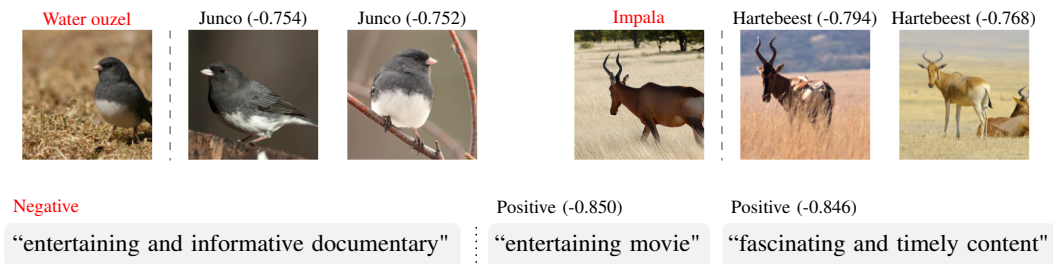 Water ouzel Junco (-0.754) Junco (-0.752) Impala Hartebeest (-0.794) Hartebeest (-0.768)
Negative Positive (-0.850) Positive (-0.846)
“entertaining and informative documentary" “entertaining movie" “fascinating and timely content"